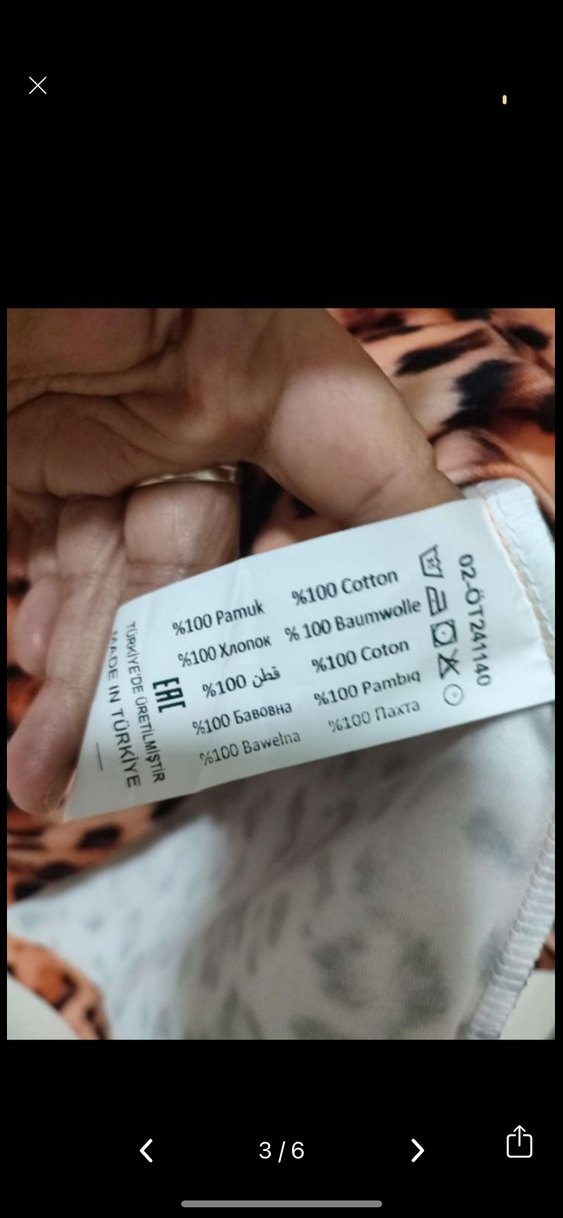 02-ÖT241140
%100 Pamuk
%100 Cotton
%100 Хлопок
% 100 Baumwolle
%100 قطن
%100 Coton
%100 Бавовна
%100 Pambıq
%100 Bawełna
%100 Пахта
EAC
TÜRKİYE'DE ÜRETİLMİŞTİR
MADE IN TÜRKİYE
3 / 6